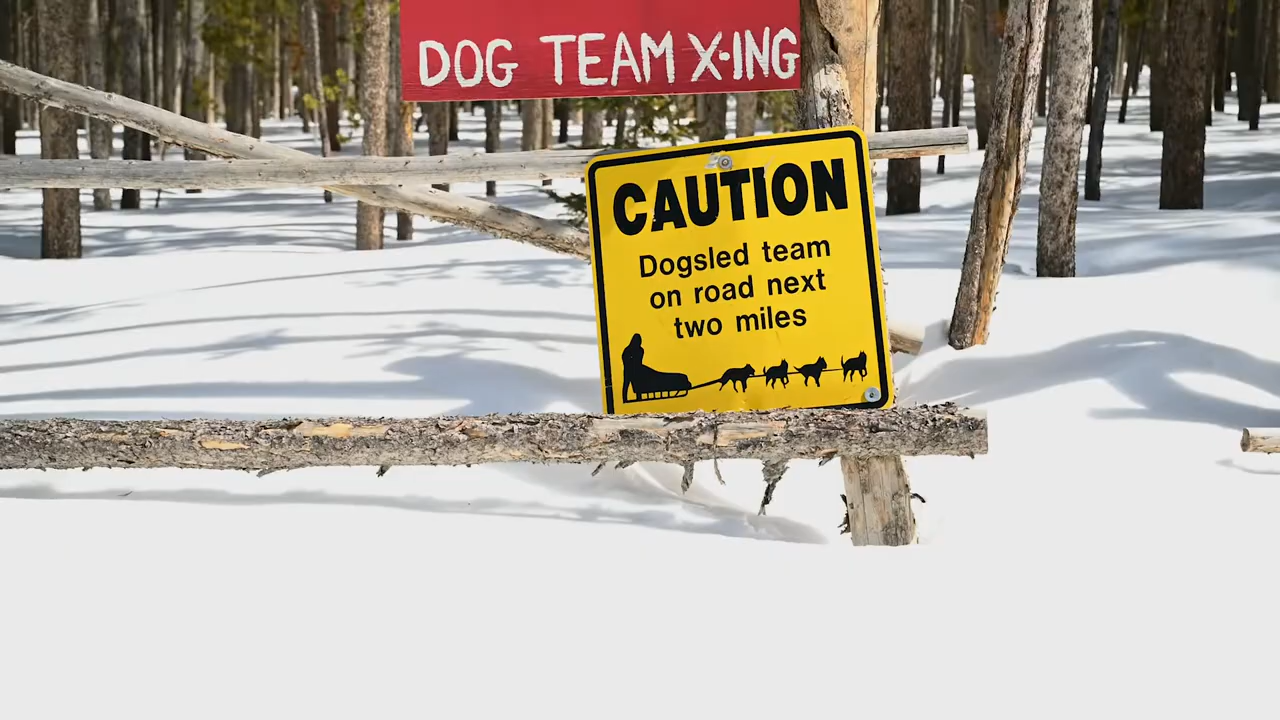 DOG TEAM X-ING
CAUTION
Dogsled team
on road next
two miles